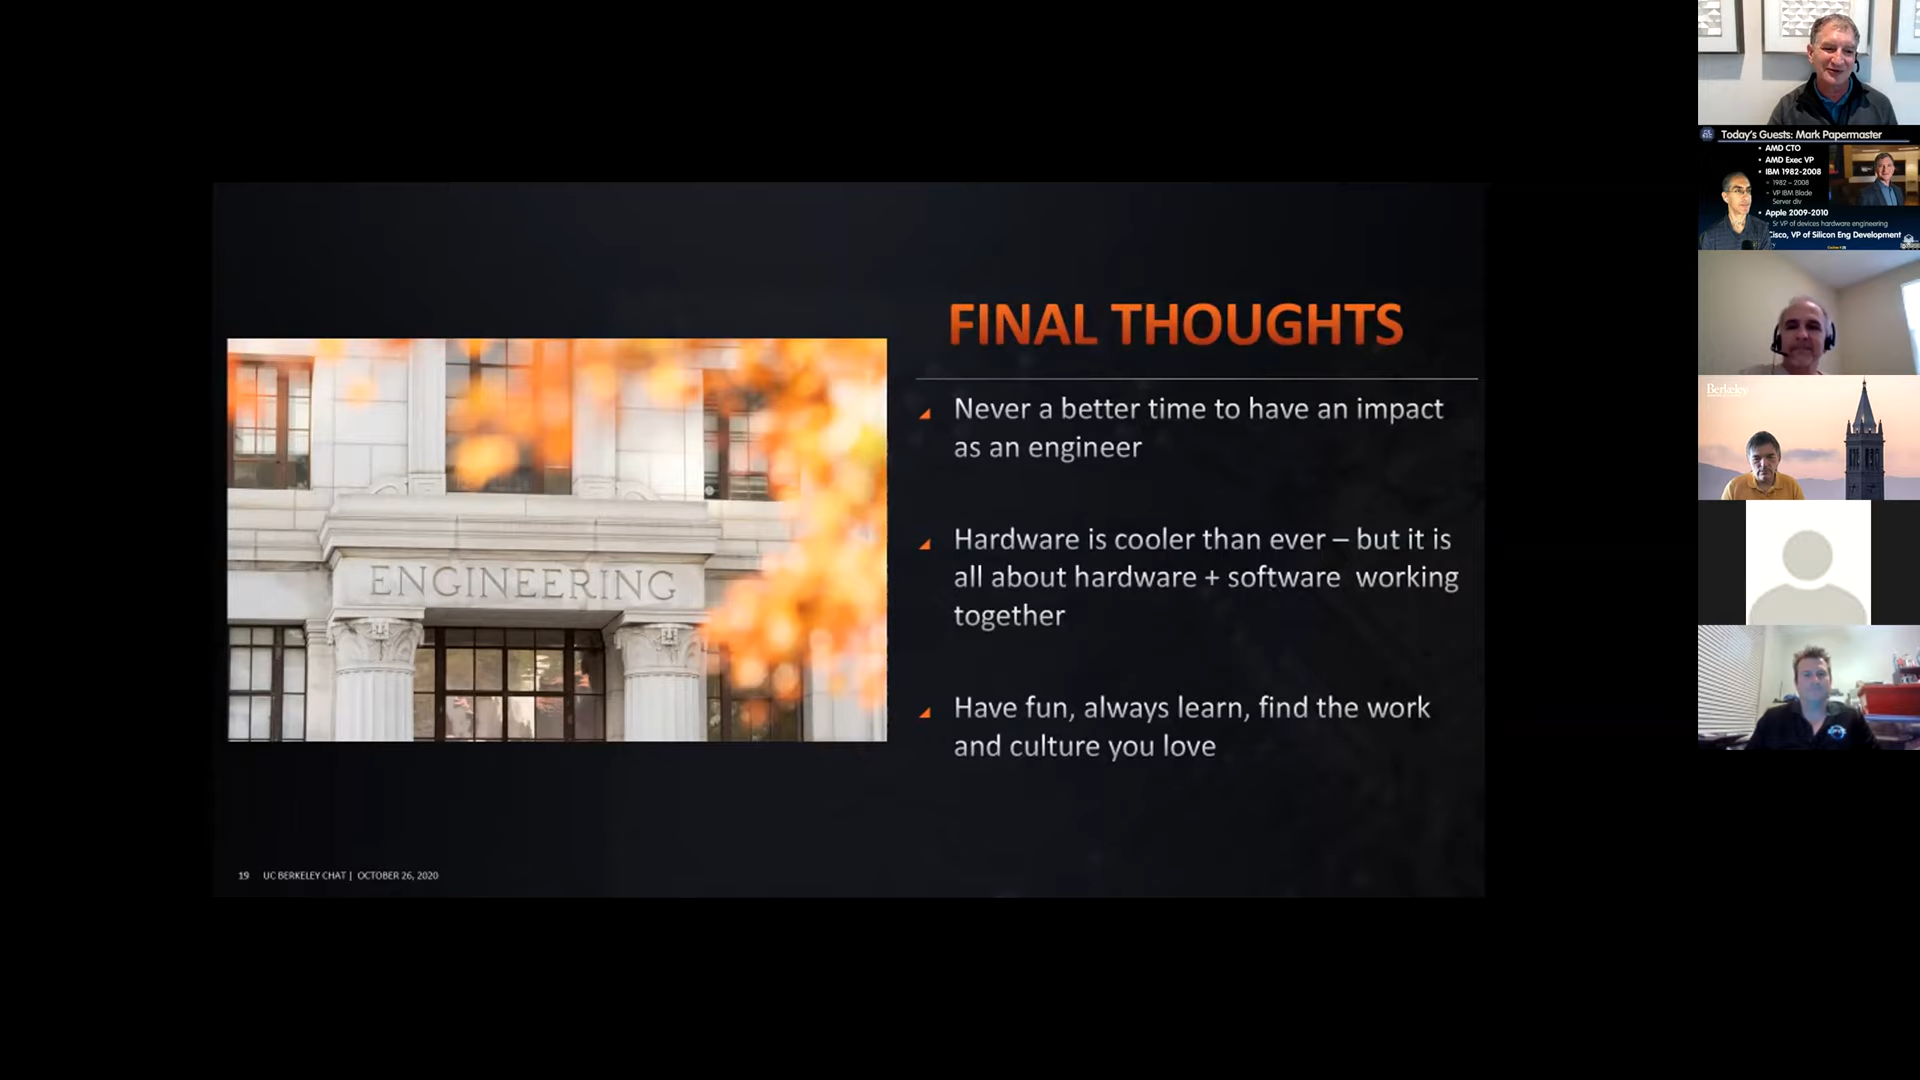 ENGINEERING
FINAL THOUGHTS
Never a better time to have an impact
as an engineer
Hardware is cooler than ever – but it is
all about hardware + software working
together
Have fun, always learn, find the work
and culture you love
19 UC BERKELEY CHAT | OCTOBER 26, 2020
Today's Guests: Mark Papermaster
• AMD CTO
• AMD Exec VP
• IBM 1982-2008
• 1982 – 2008
• VP IBM Blade
Server div
• Apple 2009-2010
• Sr VP of devices hardware engineering
Cisco, VP of Silicon Eng Development
Berkeley